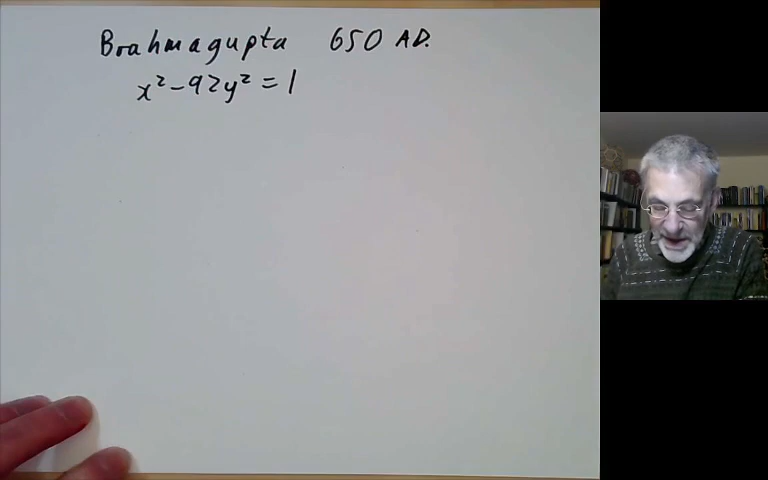 Brahmagupta 650 AD.
x² - 92y² = 1